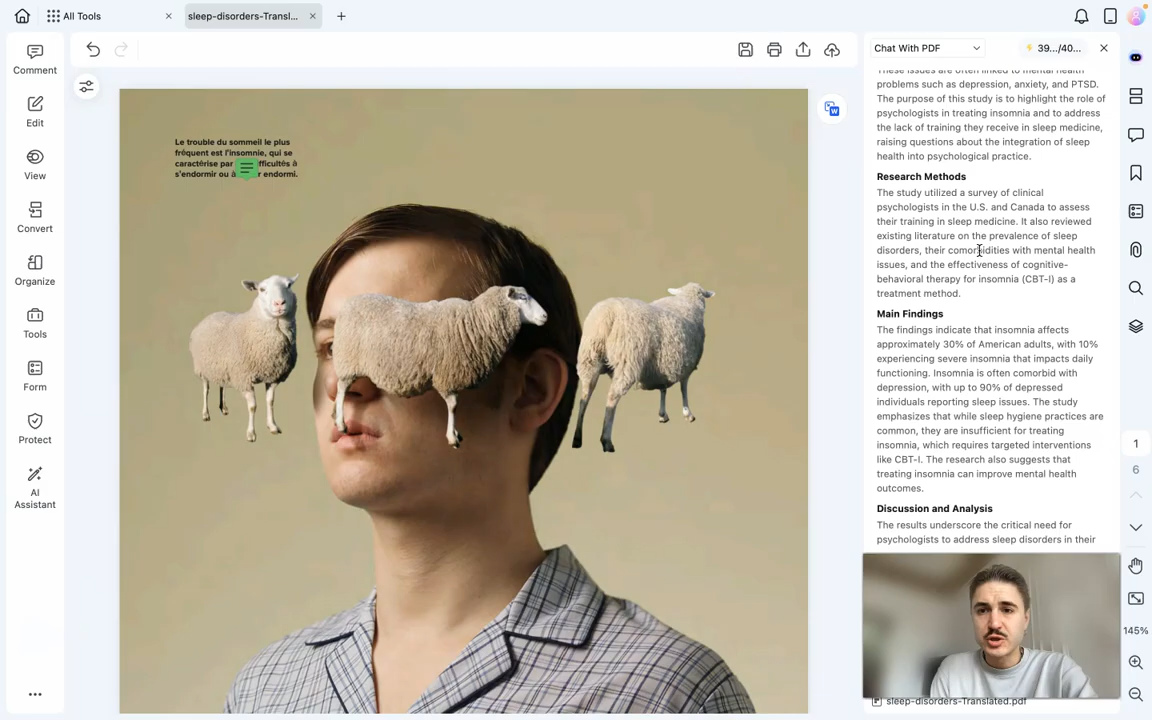 All Tools
sleep-disorders-Transl...
Comment
Edit
View
Convert
Organize
Tools
Form
Protect
AI
Assistant
Le trouble du sommeil le plus
fréquent est l'insomnie, qui se
caractérise par
s'endormir ou à
endormi.
Chat With PDF
39.../40...
These issues are often linked to mental health
problems such as depression, anxiety, and PTSD.
The purpose of this study is to highlight the role of
psychologists in treating insomnia and to address
the lack of training they receive in sleep medicine,
raising questions about the integration of sleep
health into psychological practice.
Research Methods
The study utilized a survey of clinical
psychologists in the U.S. and Canada to assess
their training in sleep medicine. It also reviewed
existing literature on the prevalence of sleep
disorders, their comorbidities with mental health
issues, and the effectiveness of cognitive-
behavioral therapy for insomnia (CBT-I) as a
treatment method.
Main Findings
The findings indicate that insomnia affects
approximately 30% of American adults, with 10%
experiencing severe insomnia that impacts daily
functioning. Insomnia is often comorbid with
depression, with up to 90% of depressed
individuals reporting sleep issues. The study
emphasizes that while sleep hygiene practices are
common, they are insufficient for treating
insomnia, which requires targeted interventions
like CBT-I. The research also suggests that
treating insomnia can improve mental health
outcomes.
Discussion and Analysis
The results underscore the critical need for
psychologists to address sleep disorders in their
sleep-disorders-Translated.pdf
1
6
145%